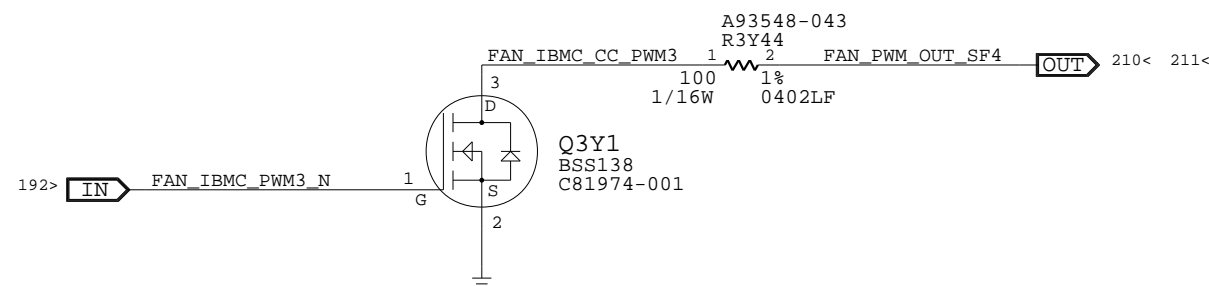 A93548-043
R3Y44
FAN_IBMC_CC_PWM3 1 2 FAN_PWM_OUT_SF4 OUT 210< 211<
100 1%
1/16W 0402LF
3
D
Q3Y1
BSS138
C81974-001
192> IN FAN_IBMC_PWM3_N 1
G
S
2